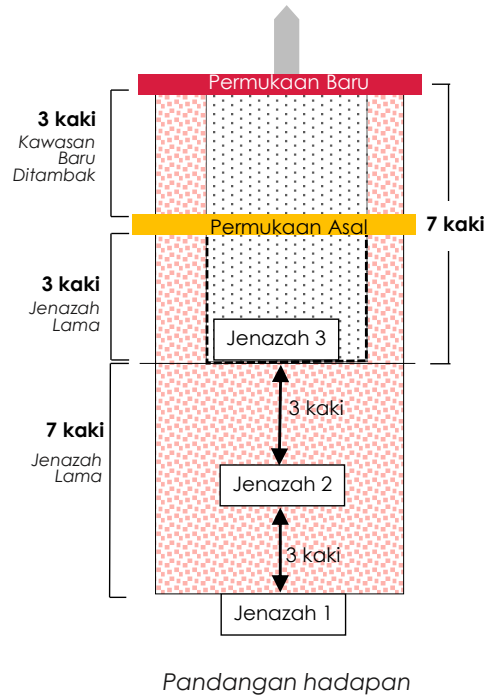 Permukaan Baru
3 kaki
Kawasan
Baru
Ditambak
Permukaan Asal
7 kaki
3 kaki
Jenazah
Lama
Jenazah 3
3 kaki
7 kaki
Jenazah
Lama
Jenazah 2
3 kaki
Jenazah 1
Pandangan hadapan